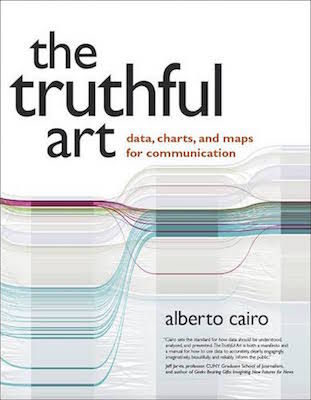 the
truthful
art
data, charts, and maps
for communication
alberto cairo
"Cairo sets the standard for how data should be understood,
analyzed, and presented. The Truthful Art is both a manifesto and
a manual for how to use data to accurately, clearly, engagingly,
imaginatively, beautifully, and reliably inform the public."
Jeff Jarvis, professor, CUNY Graduate School of Journalism,
and author of Geeks Bearing Gifts: Imagining New Futures for News